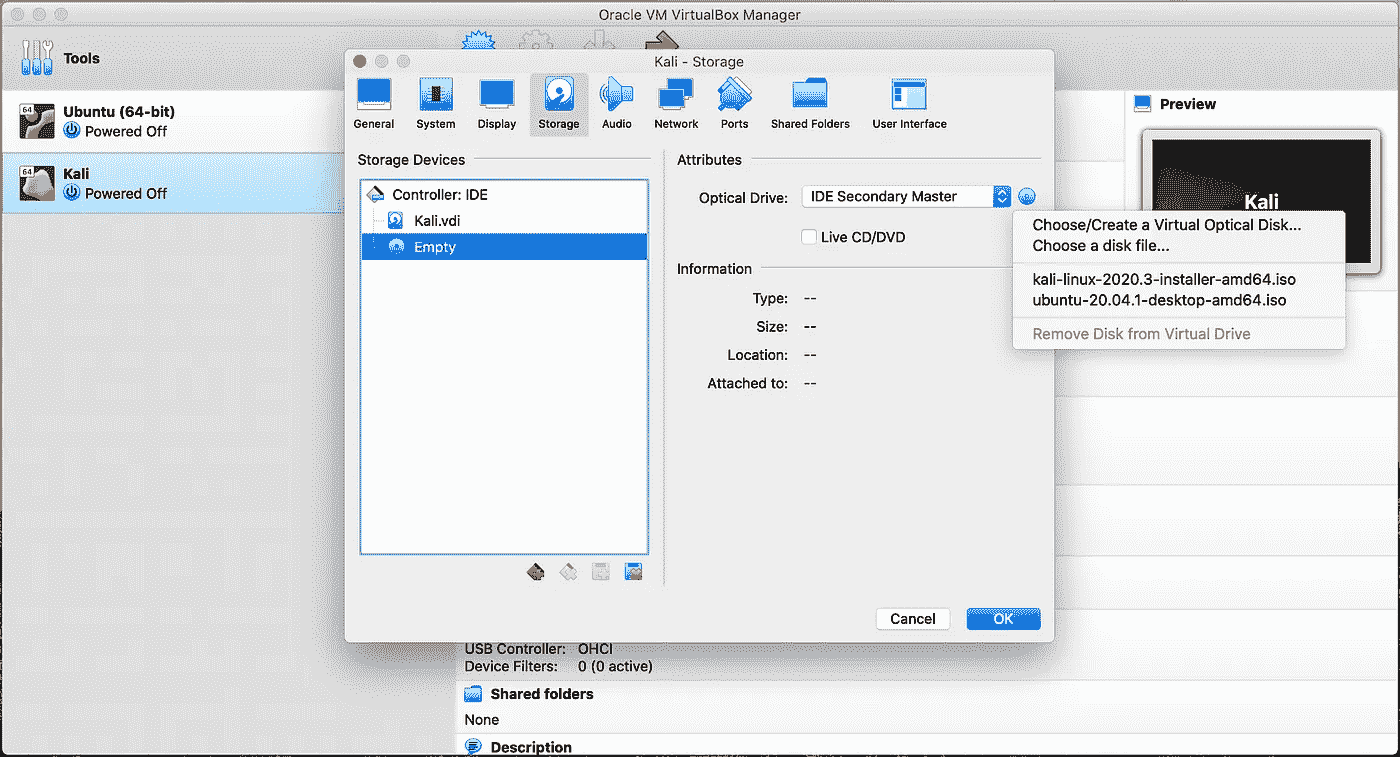 Oracle VM VirtualBox Manager
Tools
64
Ubuntu (64-bit)
Powered Off
64
Kali
Powered Off
Kali - Storage
General
System
Display
Storage
Audio
Network
Ports
Shared Folders
User Interface
Storage Devices
Controller: IDE
Kali.vdi
Empty
Attributes
Optical Drive: IDE Secondary Master
Live CD/DVD
Information
Type: --
Size: --
Location: --
Attached to: --
Cancel
OK
Preview
Kali
Choose/Create a Virtual Optical Disk...
Choose a disk file...
kali-linux-2020.3-installer-amd64.iso
ubuntu-20.04.1-desktop-amd64.iso
Remove Disk from Virtual Drive
USB Controller: OHCI
Device Filters: 0 (0 active)
Shared folders
None
Description